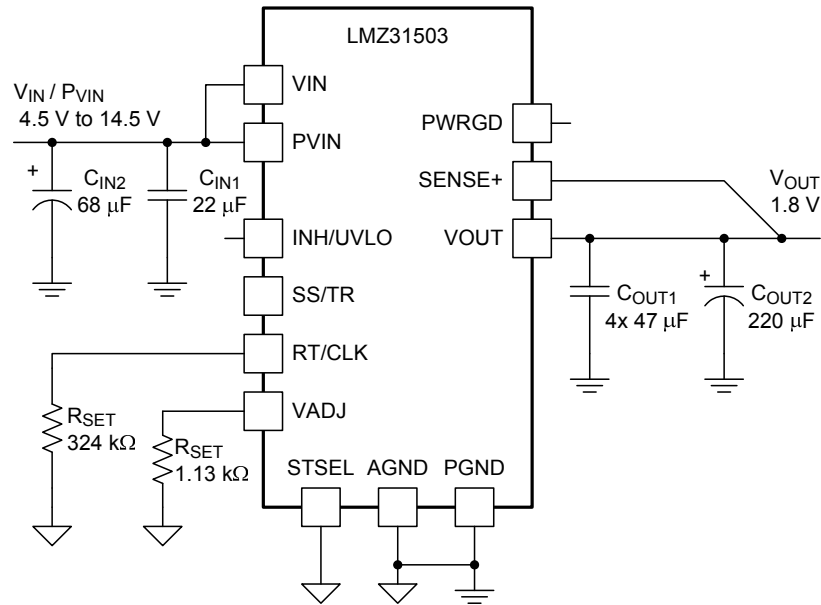 LMZ31503
VIN
V_IN / P_VIN
4.5 V to 14.5 V
PWRGD
PVIN
+
C_IN2
68 μF
C_IN1
22 μF
SENSE+
V_OUT
1.8 V
INH/UVLO
VOUT
SS/TR
C_OUT1
4x 47 μF
+
C_OUT2
220 μF
RT/CLK
R_SET
324 kΩ
VADJ
R_SET
1.13 kΩ
STSEL AGND PGND